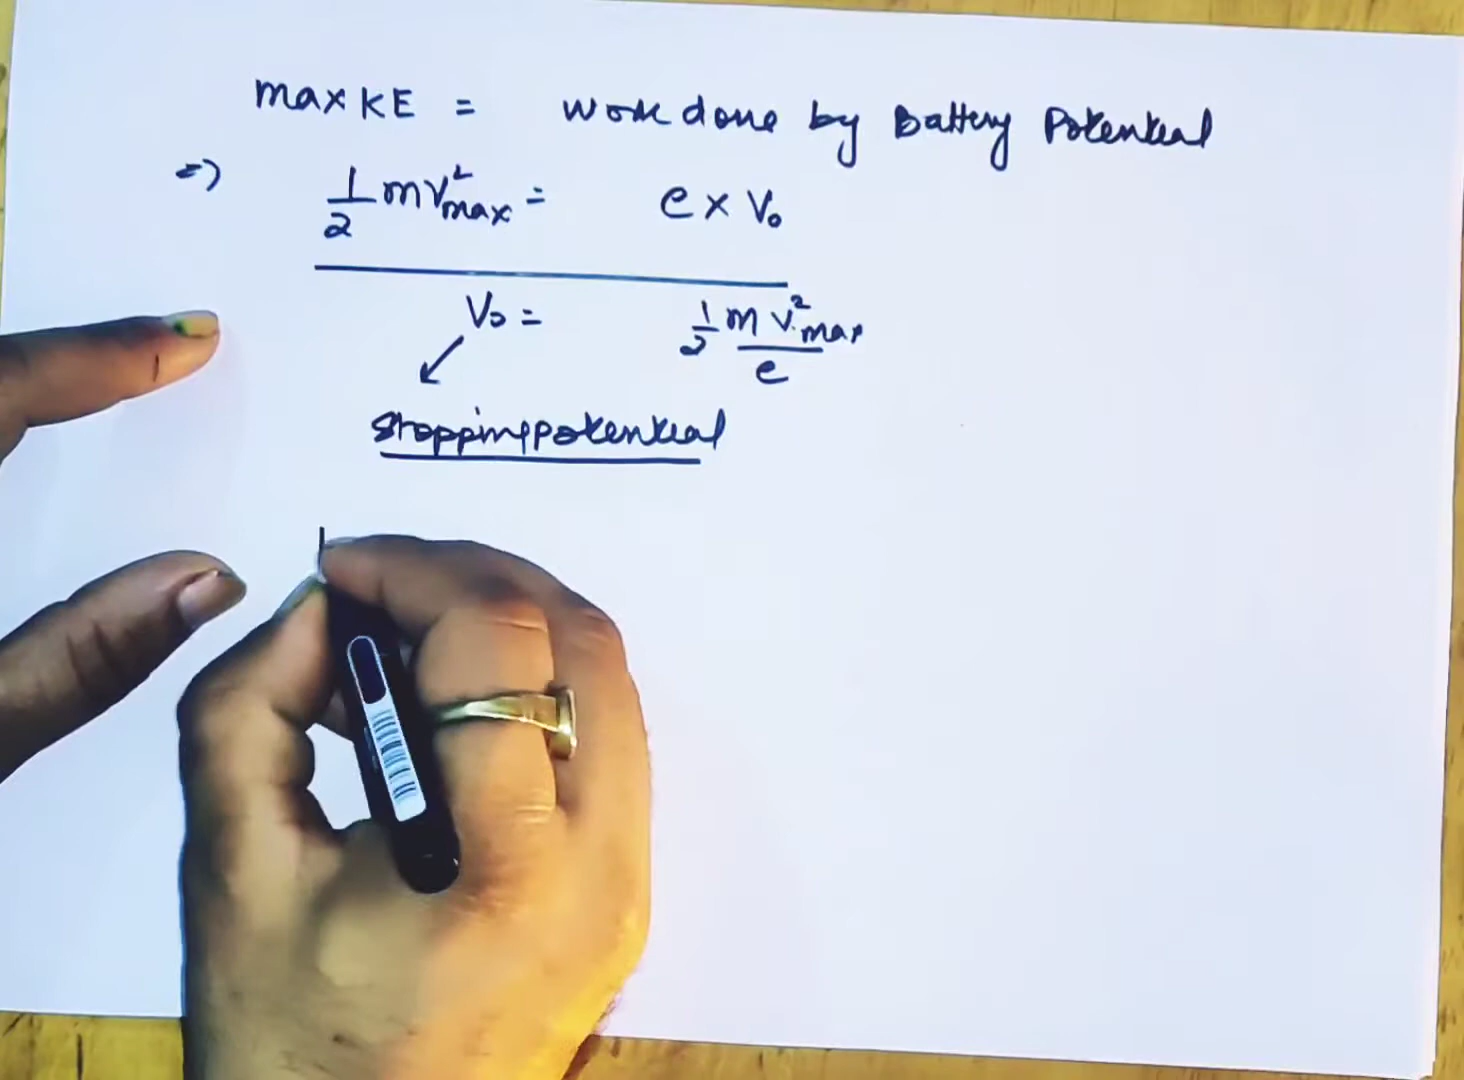 max KE = work done by Battery Potential
=> 1/2 mv²max = e x V₀
V₀ = 1/2 m v²max / e
stopping potential